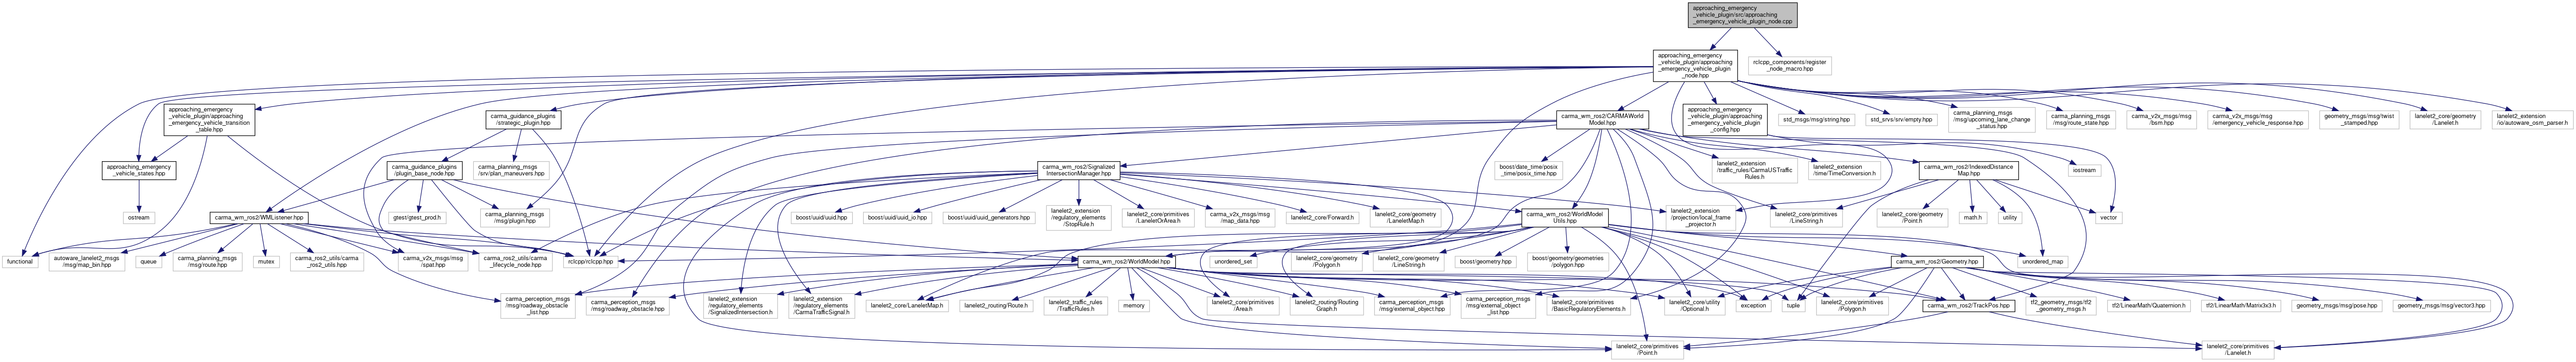 approaching_emergency
_vehicle_plugin/src/approaching
_emergency_vehicle_plugin_node.cpp
approaching_emergency
_vehicle_plugin/approaching
_emergency_vehicle_plugin
_node.hpp
rclcpp_components/register
_node_macro.hpp
approaching_emergency
_vehicle_plugin/approaching
_emergency_vehicle_transition
_table.hpp
carma_guidance_plugins
/strategic_plugin.hpp
carma_wm_ros2/CARMAWorld
Model.hpp
approaching_emergency
_vehicle_plugin/approaching
_emergency_vehicle_plugin
_config.hpp
std_msgs/msg/string.hpp
std_srvs/srv/empty.hpp
carma_planning_msgs
/msg/upcoming_lane_change
_status.hpp
carma_planning_msgs
/msg/route_state.hpp
carma_v2x_msgs/msg
/bsm.hpp
carma_v2x_msgs/msg
/emergency_vehicle_response.hpp
geometry_msgs/msg/twist
_stamped.hpp
lanelet2_core/geometry
/Lanelet.h
lanelet2_extension
/io/autoware_osm_parser.h
approaching_emergency
_vehicle_states.hpp
carma_guidance_plugins
/plugin_base_node.hpp
carma_planning_msgs
/srv/plan_maneuvers.hpp
carma_wm_ros2/Signalized
IntersectionManager.hpp
boost/date_time/posix
_time/posix_time.hpp
lanelet2_extension
/traffic_rules/CarmaUSTraffic
Rules.h
lanelet2_extension
/time/TimeConversion.h
carma_wm_ros2/IndexedDistance
Map.hpp
iostream
ostream
carma_wm_ros2/WMListener.hpp
gtest/gtest_prod.h
carma_planning_msgs
/msg/plugin.hpp
boost/uuid/uuid.hpp
boost/uuid/uuid_io.hpp
boost/uuid/uuid_generators.hpp
lanelet2_extension
/regulatory_elements
/StopRule.h
lanelet2_core/primitives
/LaneletOrArea.h
carma_v2x_msgs/msg
/map_data.hpp
lanelet2_core/Forward.h
lanelet2_core/geometry
/LaneletMap.h
carma_wm_ros2/WorldModel
Utils.hpp
lanelet2_extension
/projection/local_frame
_projector.h
lanelet2_core/primitives
/LineString.h
lanelet2_core/geometry
/Point.h
math.h
utility
vector
functional
autoware_lanelet2_msgs
/msg/map_bin.hpp
queue
carma_planning_msgs
/msg/route.hpp
mutex
carma_ros2_utils/carma
_ros2_utils.hpp
carma_v2x_msgs/msg
/spat.hpp
carma_ros2_utils/carma
_lifecycle_node.hpp
rclcpp/rclcpp.hpp
carma_wm_ros2/WorldModel.hpp
unordered_set
lanelet2_core/geometry
/Polygon.h
lanelet2_core/geometry
/LineString.h
boost/geometry.hpp
boost/geometry/geometries
/polygon.hpp
carma_wm_ros2/Geometry.hpp
unordered_map
carma_perception_msgs
/msg/roadway_obstacle
_list.hpp
carma_perception_msgs
/msg/roadway_obstacle.hpp
lanelet2_extension
/regulatory_elements
/SignalizedIntersection.h
lanelet2_extension
/regulatory_elements
/CarmaTrafficSignal.h
lanelet2_core/LaneletMap.h
lanelet2_routing/Route.h
lanelet2_traffic_rules
/TrafficRules.h
memory
lanelet2_core/primitives
/Area.h
lanelet2_routing/Routing
Graph.h
carma_perception_msgs
/msg/external_object.hpp
carma_perception_msgs
/msg/external_object
_list.hpp
lanelet2_core/primitives
/BasicRegulatoryElements.h
lanelet2_core/utility
/Optional.h
exception
tuple
lanelet2_core/primitives
/Polygon.h
carma_wm_ros2/TrackPos.hpp
tf2_geometry_msgs/tf2
_geometry_msgs.h
tf2/LinearMath/Quaternion.h
tf2/LinearMath/Matrix3x3.h
geometry_msgs/msg/pose.hpp
geometry_msgs/msg/vector3.hpp
lanelet2_core/primitives
/Point.h
lanelet2_core/primitives
/Lanelet.h